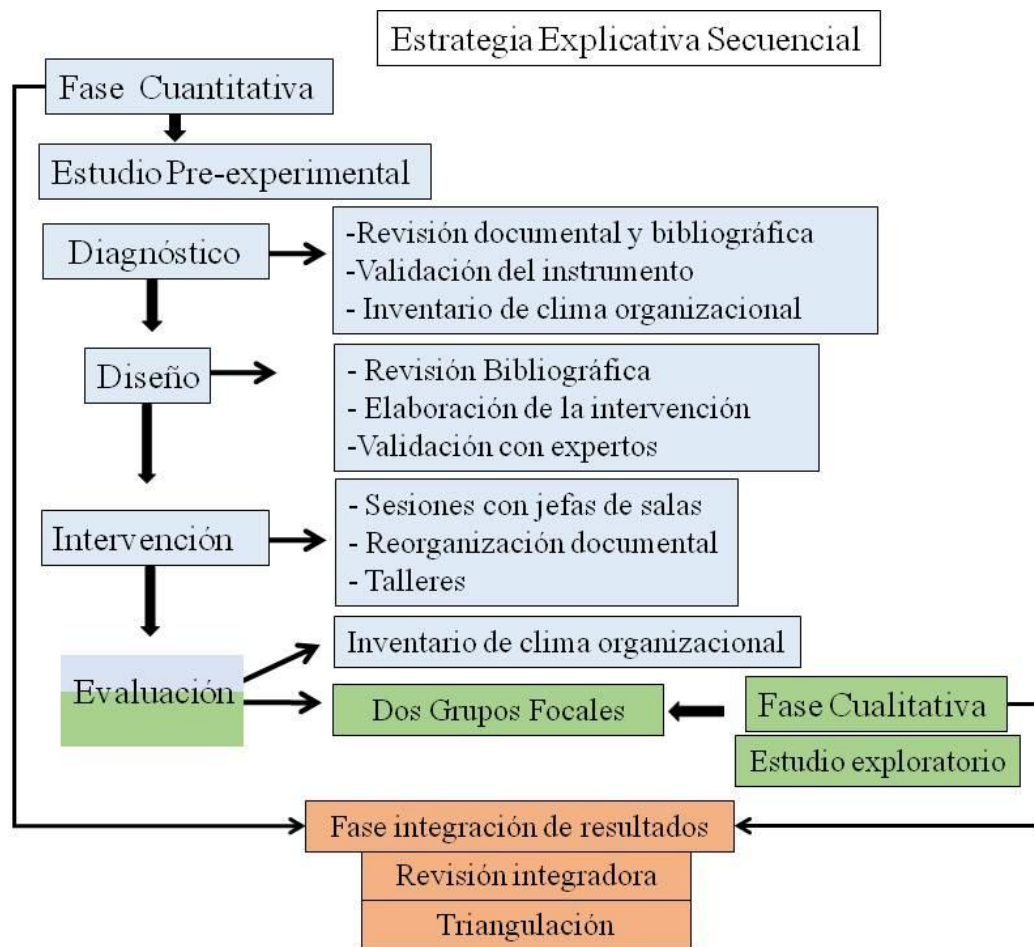 Estrategia Explicativa Secuencial
Fase Cuantitativa
Estudio Pre-experimental
Diagnóstico
-Revisión documental y bibliográfica
-Validación del instrumento
- Inventario de clima organizacional
Diseño
- Revisión Bibliográfica
- Elaboración de la intervención
-Validación con expertos
Intervención
- Sesiones con jefas de salas
- Reorganización documental
- Talleres
Evaluación
Inventario de clima organizacional
Dos Grupos Focales
Fase Cualitativa
Estudio exploratorio
Fase integración de resultados
Revisión integradora
Triangulación